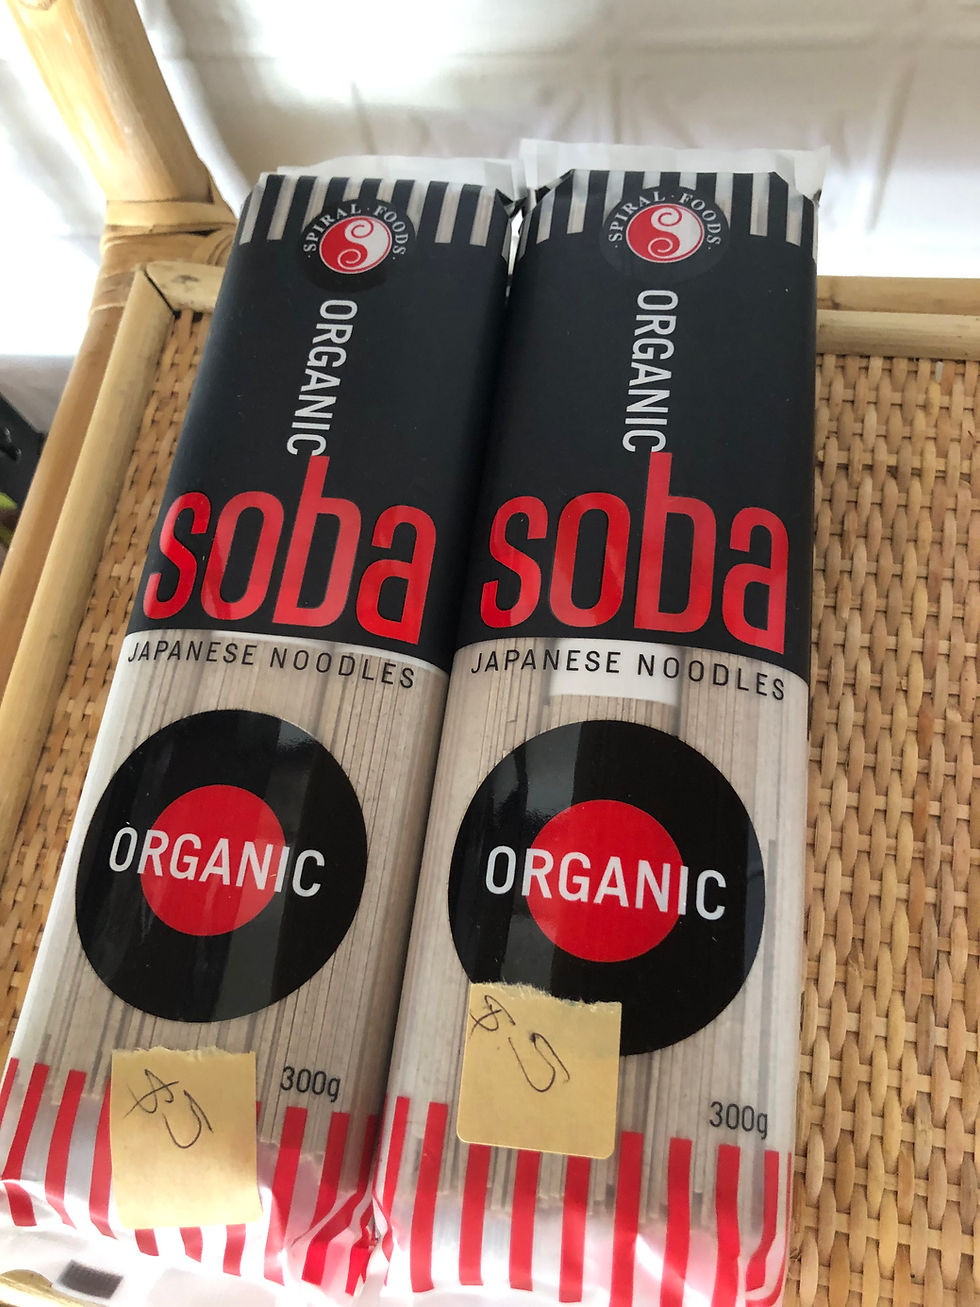 SPIRAL · FOODS
ORGANIC
soba
JAPANESE NOODLES
ORGANIC
300g
$5
SPIRAL · FOODS
ORGANIC
soba
JAPANESE NOODLES
ORGANIC
$5
300g